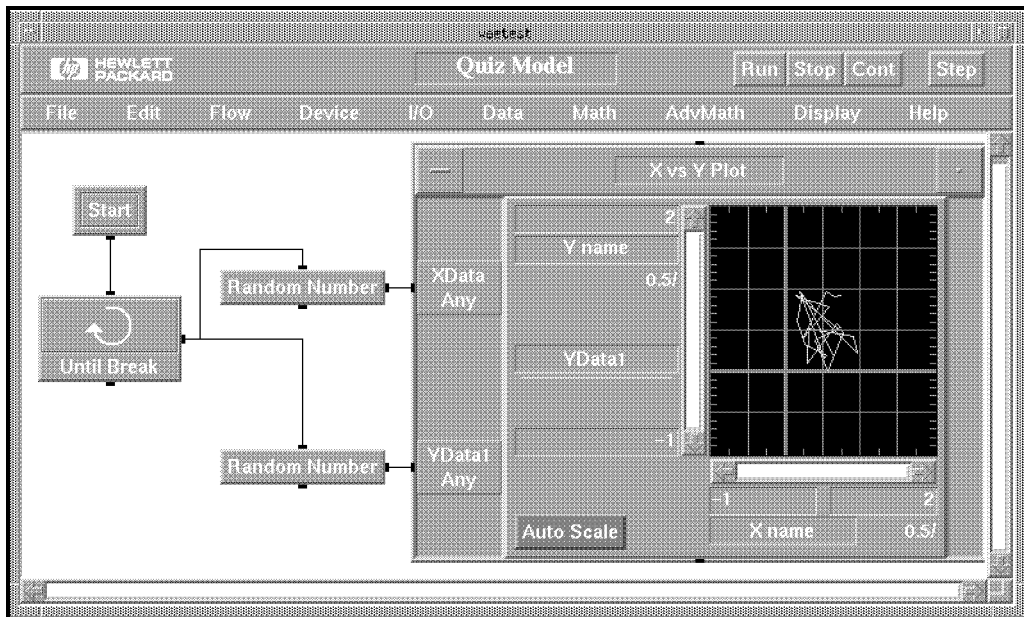 veetest
hp HEWLETT PACKARD
Quiz Model
Run Stop Cont Step
File Edit Flow Device I/O Data Math AdvMath Display Help
X vs Y Plot
Start
2
Y name
Random Number
XData
Any
0.5/
Until Break
YData1
-1
Random Number
YData1
Any
-1 2
Auto Scale
X name 0.5/